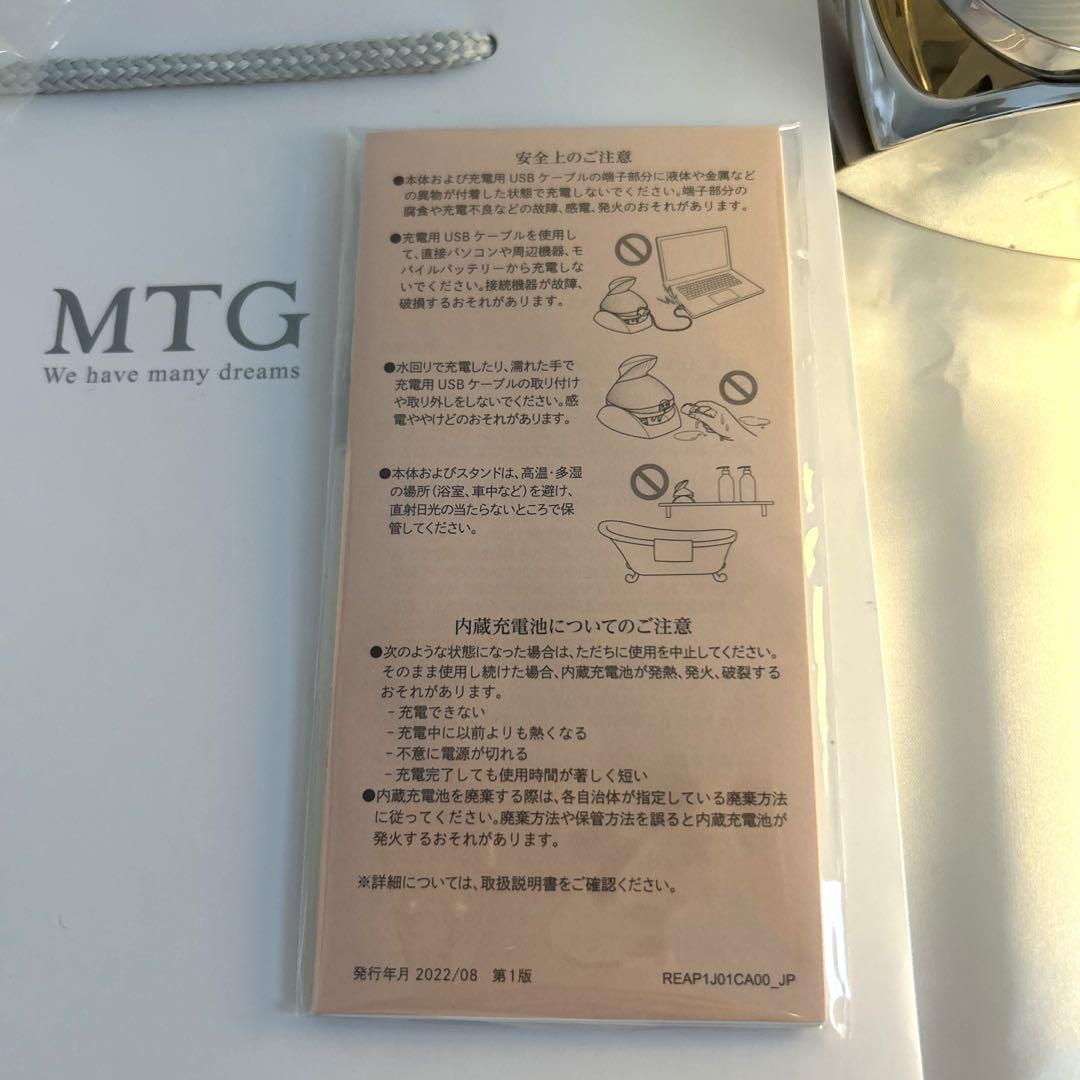 MTG
We have many dreams
安全上のご注意
●本体および充電用USBケーブルの端子部分に液体や金属など
の異物が付着した状態で充電しないでください。端子部分の
腐食や充電不良などの故障、感電、発火のおそれがあります。
●充電用USBケーブルを使用し
て、直接パソコンや周辺機器、モ
バイルバッテリーから充電しな
いでください。接続機器が故障、
破損するおそれがあります。
●水回りで充電したり、濡れた手で
充電用USBケーブルの取り付け
や取り外しをしないでください。感
電ややけどのおそれがあります。
●本体およびスタンドは、高温・多湿
の場所(浴室、車中など)を避け、
直射日光の当たらないところで保
管してください。
内蔵充電池についてのご注意
●次のような状態になった場合は、ただちに使用を中止してください。
そのまま使用し続けた場合、内蔵充電池が発熱、発火、破裂する
おそれがあります。
- 充電できない
- 充電中に以前よりも熱くなる
- 不意に電源が切れる
- 充電完了しても使用時間が著しく短い
●内蔵充電池を廃棄する際は、各自治体が指定している廃棄方法
に従ってください。廃棄方法や保管方法を誤ると内蔵充電池が
発火するおそれがあります。
※詳細については、取扱説明書をご確認ください。
発行年月 2022/08 第1版
REAP1J01CA00_JP